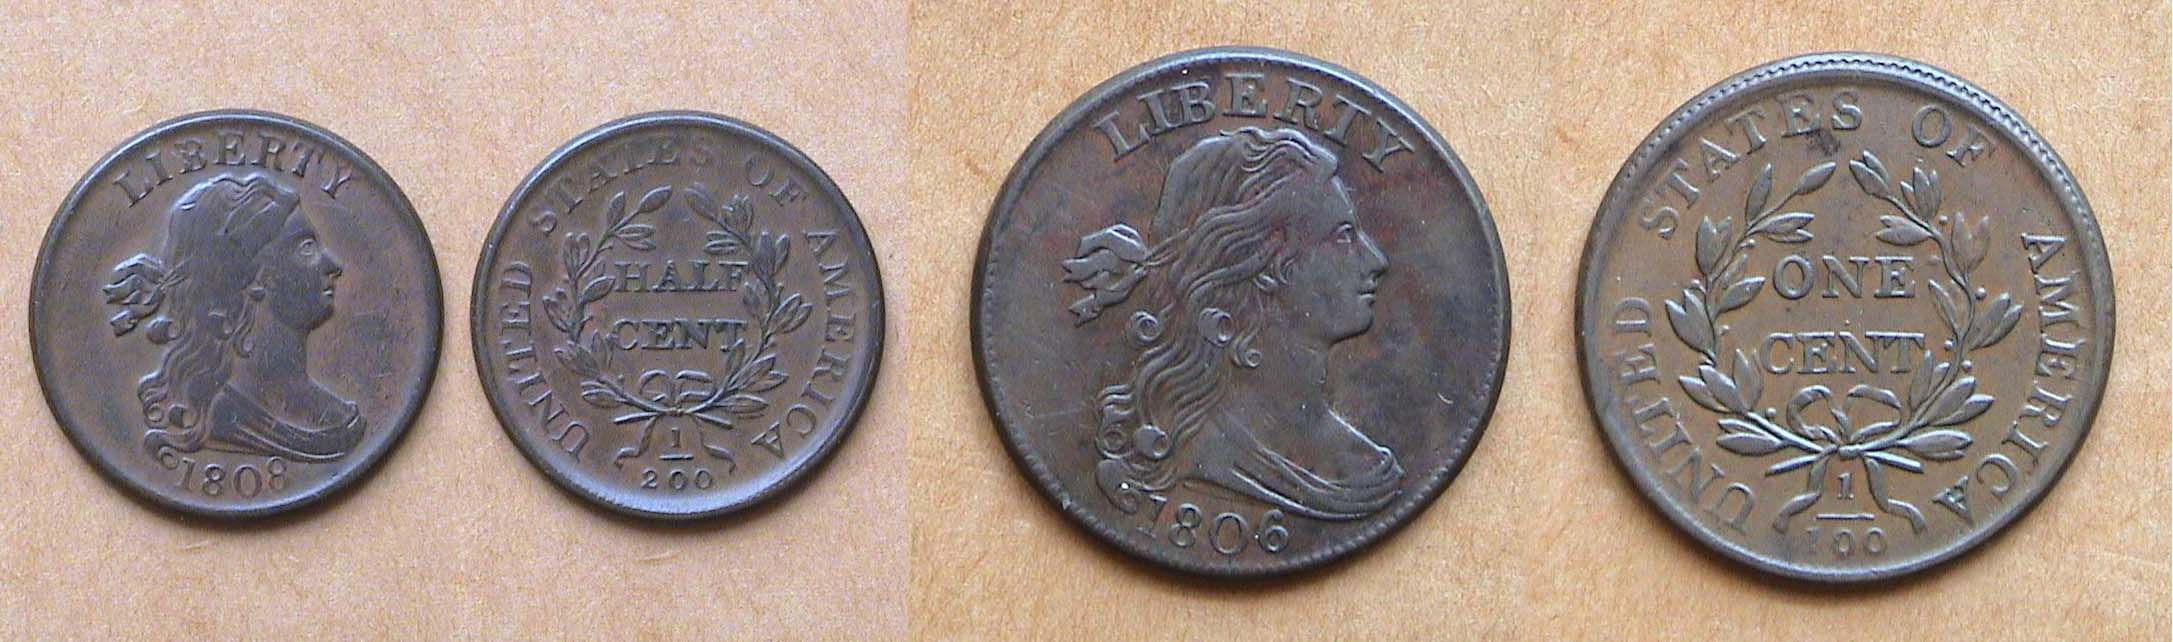 LIBERTY
1808
UNITED STATES OF AMERICA
HALF
CENT
1
200
LIBERTY
1806
UNITED STATES OF AMERICA
ONE
CENT
1
100